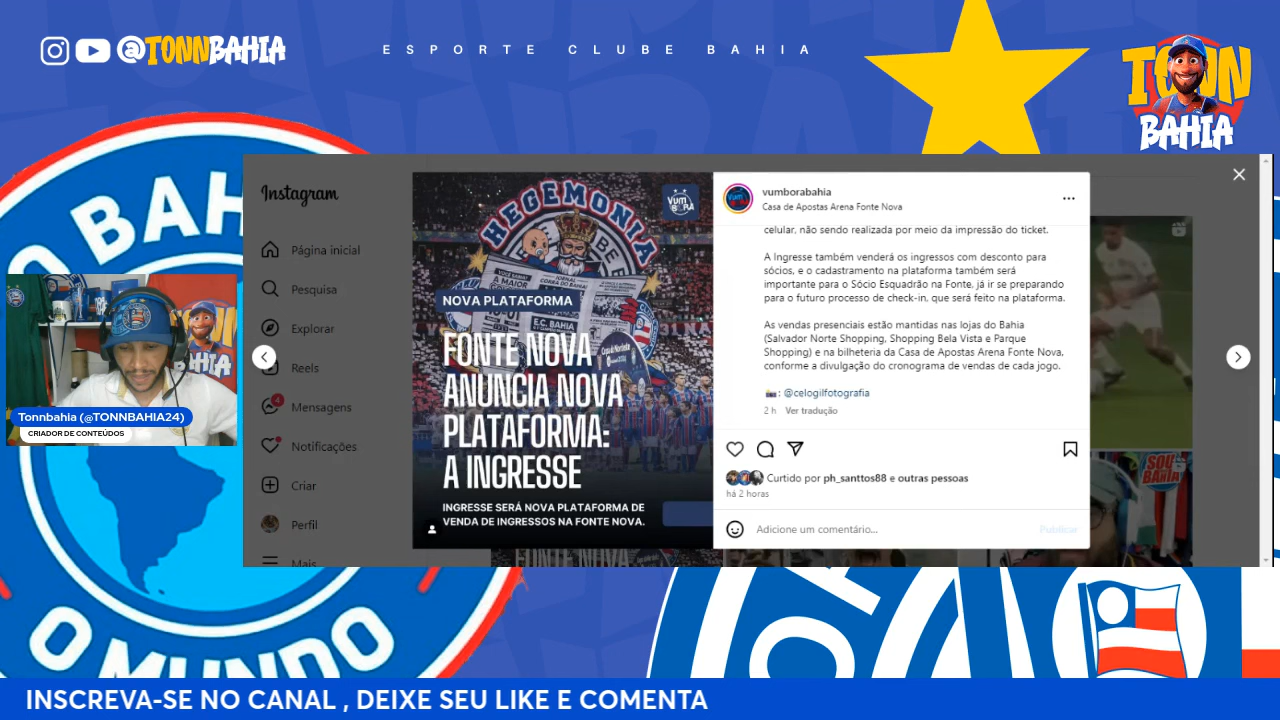 @TONNBAHIA
ESPORTE CLUBE BAHIA
TONN
BAHIA
O BAHIA
O MUNDO
Tonnbahia (@TONNBAHIA24)
CRIADOR DE CONTEÚDOS
Instagram
Página inicial
Pesquisa
Explorar
Reels
4
Mensagens
Notificações
Criar
Perfil
Mais
VUM
BORA
HEGEMONIA
NOVA PLATAFORMA
E.C. BAHIA
FONTE NOVA
ANUNCIA NOVA
PLATAFORMA:
A INGRESSE
INGRESSE SERÁ NOVA PLATAFORMA DE
VENDA DE INGRESSOS NA FONTE NOVA.
FONTE NOVA
vumborabahia
Casa de Apostas Arena Fonte Nova
celular, não sendo realizada por meio da impressão do ticket.
A Ingresse também venderá os ingressos com desconto para
sócios, e o cadastramento na plataforma também será
importante para o Sócio Esquadrão na Fonte, já ir se preparando
para o futuro processo de check-in, que será feito na plataforma.
As vendas presenciais estão mantidas nas lojas do Bahia
(Salvador Norte Shopping, Shopping Bela Vista e Parque
Shopping) e na bilheteria da Casa de Apostas Arena Fonte Nova,
conforme a divulgação do cronograma de vendas de cada jogo.
: @celogilfotografia
2 h Ver tradução
Curtido por ph_santtos88 e outras pessoas
há 2 horas
Adicione um comentário...
Publicar
SOU
BAHIA
INSCREVA-SE NO CANAL , DEIXE SEU LIKE E COMENTA